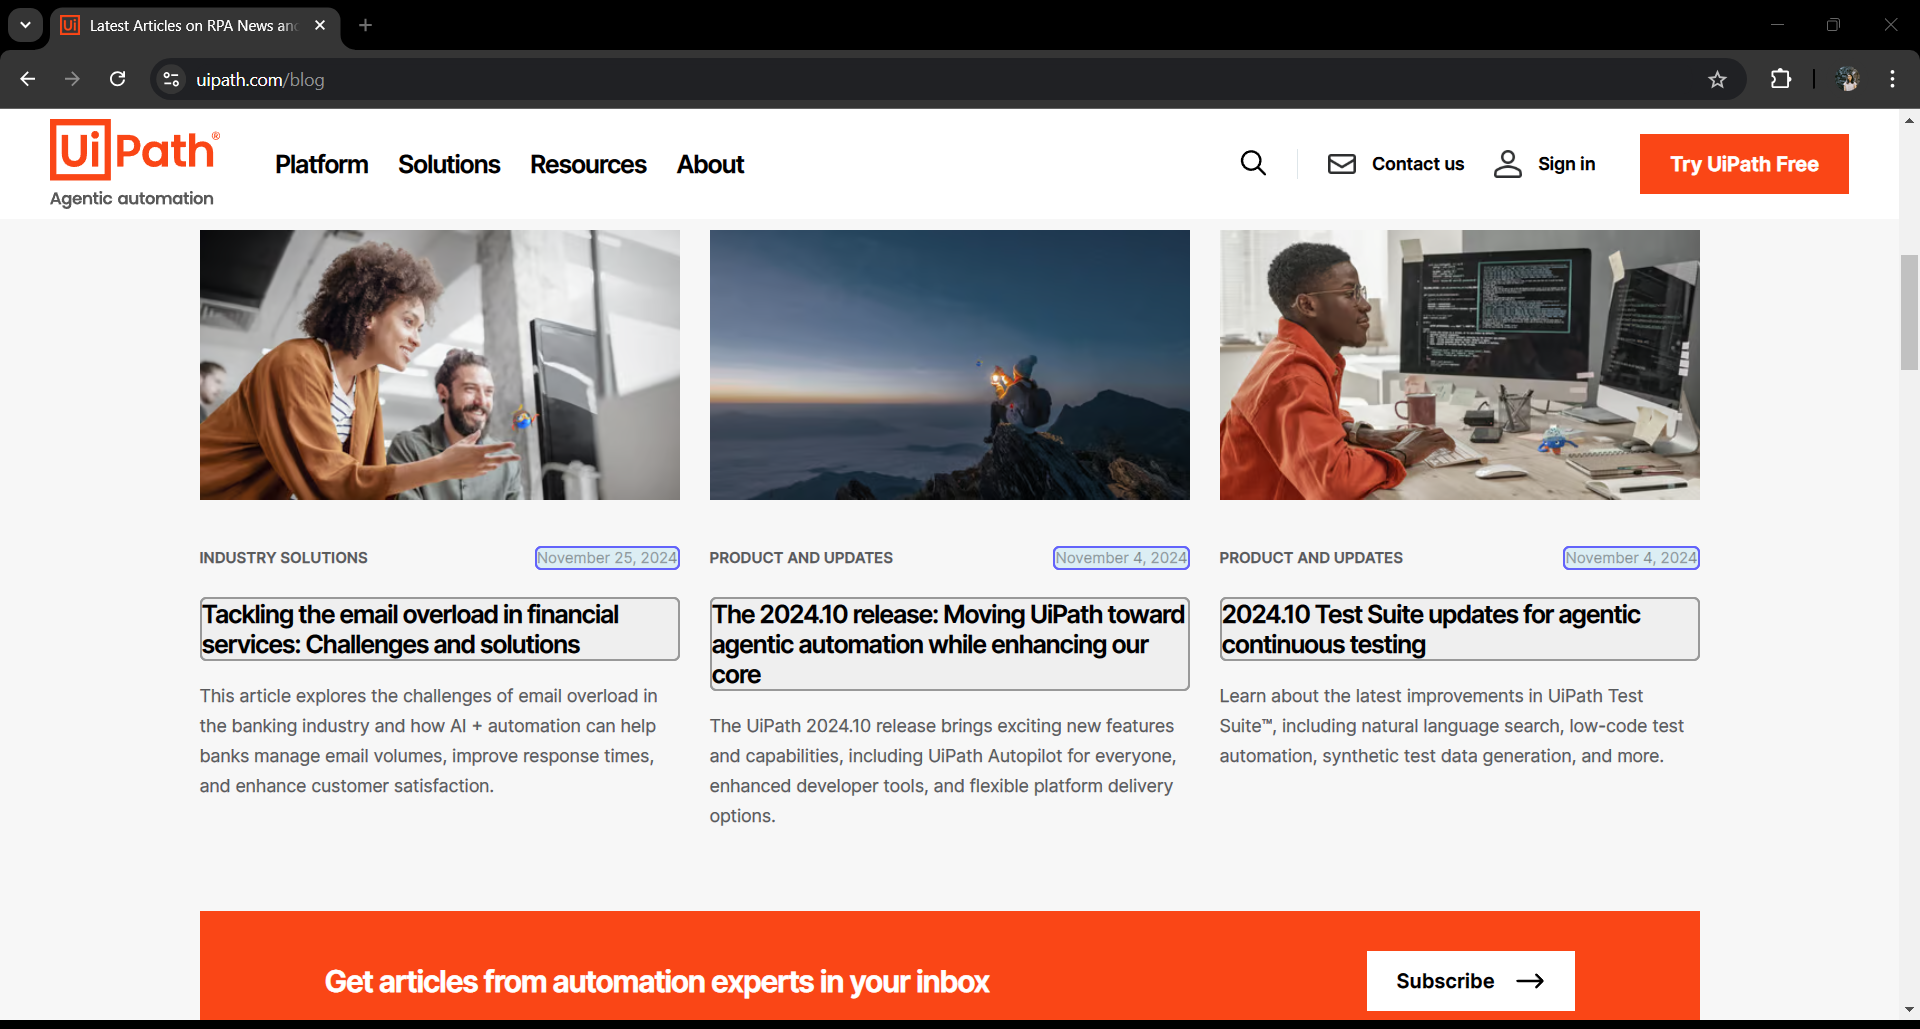 Latest Articles on RPA News and
uipath.com/blog
UiPath®
Agentic automation
Platform Solutions Resources About
Contact us Sign in Try UiPath Free
INDUSTRY SOLUTIONS November 25, 2024
Tackling the email overload in financial
services: Challenges and solutions
This article explores the challenges of email overload in
the banking industry and how AI + automation can help
banks manage email volumes, improve response times,
and enhance customer satisfaction.
PRODUCT AND UPDATES November 4, 2024
The 2024.10 release: Moving UiPath toward
agentic automation while enhancing our
core
The UiPath 2024.10 release brings exciting new features
and capabilities, including UiPath Autopilot for everyone,
enhanced developer tools, and flexible platform delivery
options.
PRODUCT AND UPDATES November 4, 2024
2024.10 Test Suite updates for agentic
continuous testing
Learn about the latest improvements in UiPath Test
Suite™, including natural language search, low-code test
automation, synthetic test data generation, and more.
Get articles from automation experts in your inbox
Subscribe